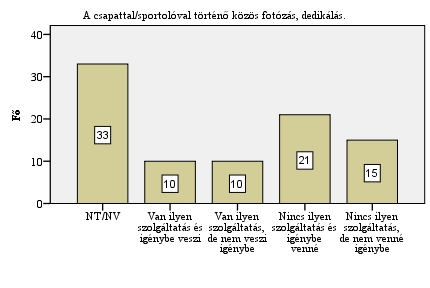 A csapattal/sportolóval történő közös fotózás, dedikálás.
Fő
40
30
20
10
0
33
10
10
21
15
NT/NV
Van ilyen
szolgáltatás és
igénybe veszi
Van ilyen
szolgáltatás,
de nem veszi
igénybe
Nincs ilyen
szolgáltatás és
igénybe
venné
Nincs ilyen
szolgáltatás,
de nem venné
igénybe